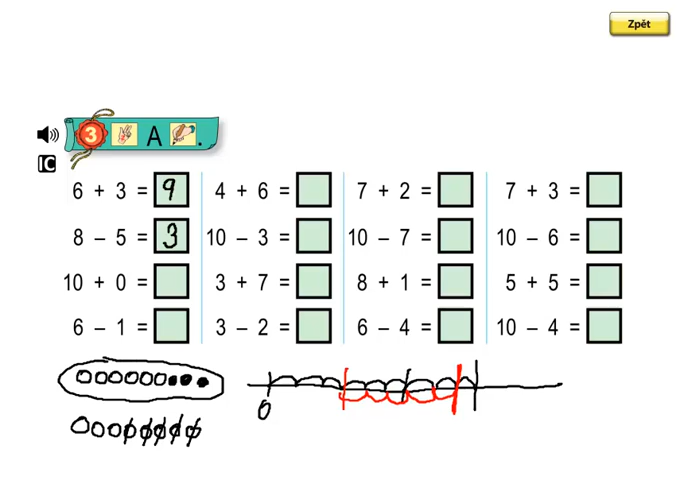 Zpět
3 A .
6 + 3 = 9 4 + 6 = 7 + 2 = 7 + 3 =
8 – 5 = 3 10 – 3 = 10 – 7 = 10 – 6 =
10 + 0 = 3 + 7 = 8 + 1 = 5 + 5 =
6 – 1 = 3 – 2 = 6 – 4 = 10 – 4 =
0